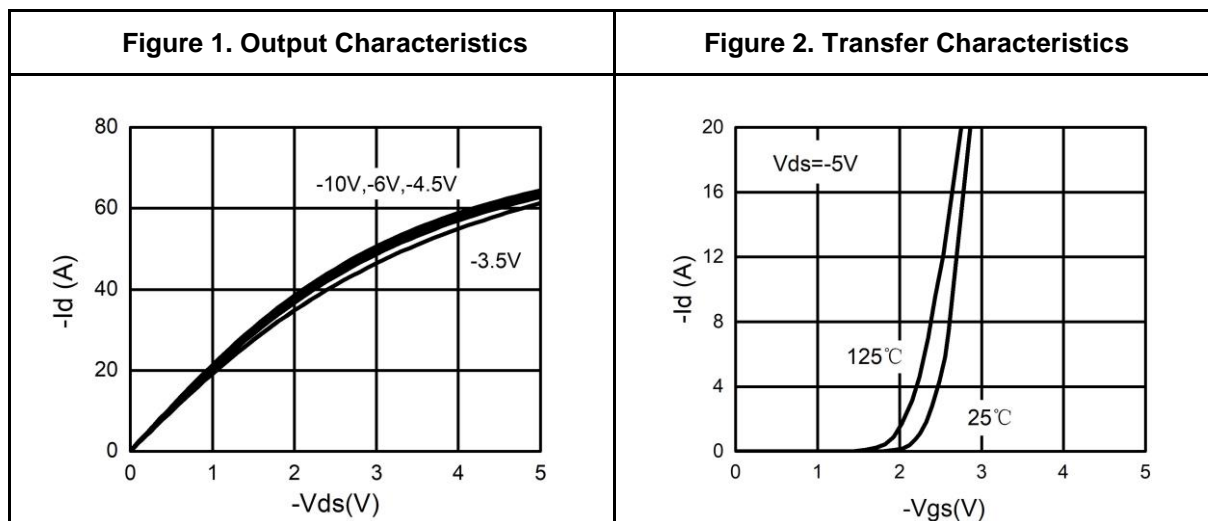 Figure 1. Output Characteristics
80
60
40
20
0
-Id (A)
-10V,-6V,-4.5V
-3.5V
0 1 2 3 4 5
-Vds(V)
Figure 2. Transfer Characteristics
20
16
12
8
4
0
-Id (A)
Vds=-5V
125℃
25℃
0 1 2 3 4 5
-Vgs(V)